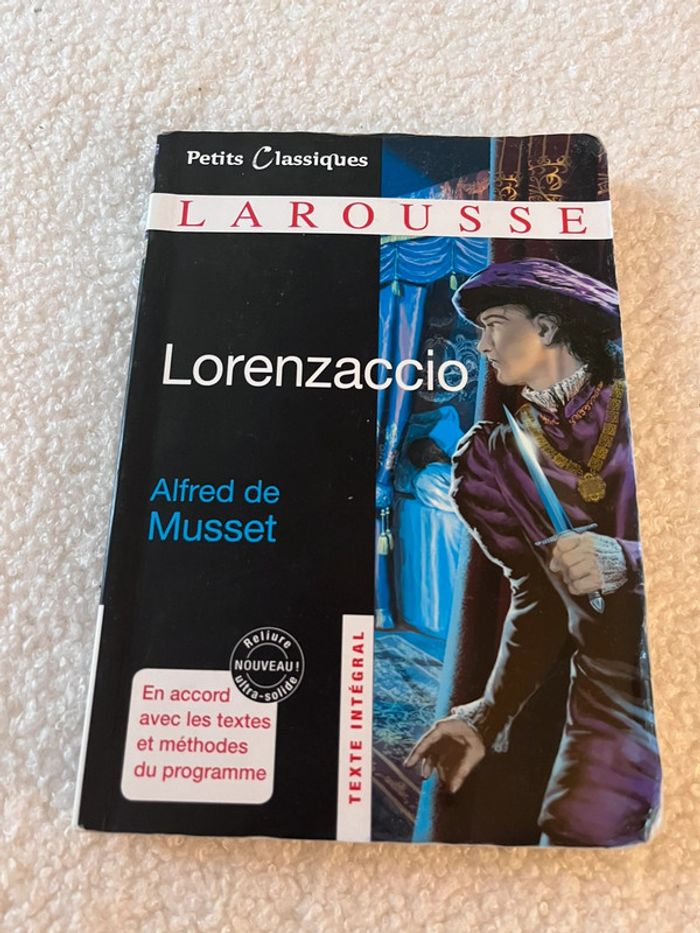 Petits Classiques
LAROUSSE
Lorenzaccio
Alfred de
Musset
Reliure
NOUVEAU !
ultra-solide
En accord
avec les textes
et méthodes
du programme
TEXTE INTÉGRAL